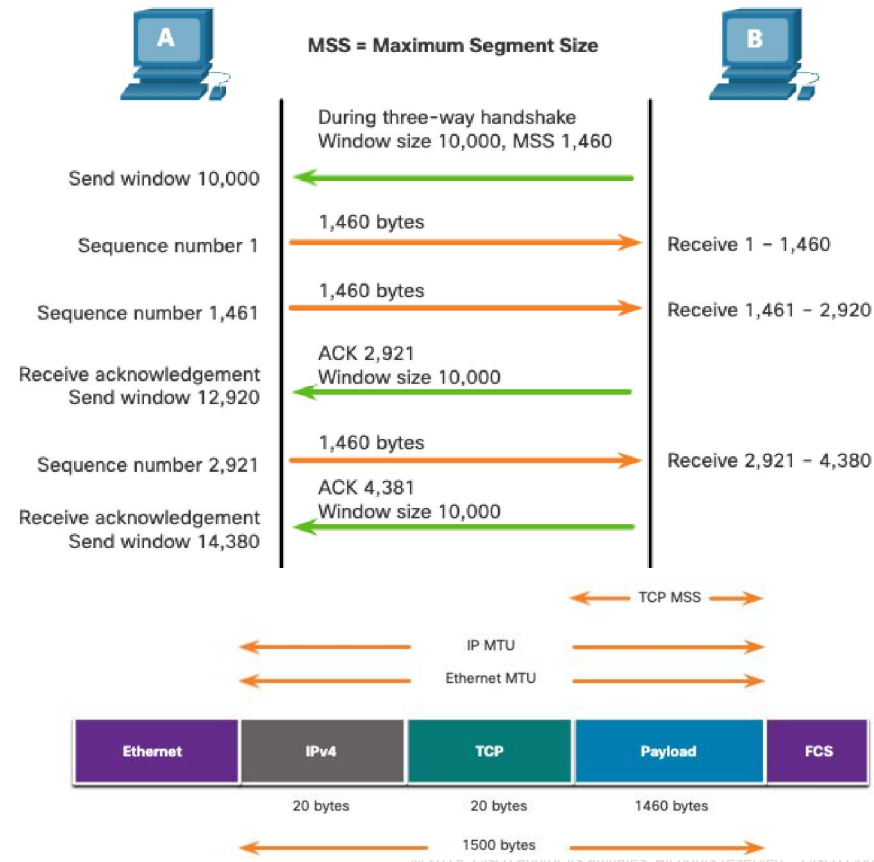 A
B
MSS = Maximum Segment Size
During three-way handshake
Window size 10,000, MSS 1,460
Send window 10,000
1,460 bytes
Sequence number 1
Receive 1 - 1,460
1,460 bytes
Sequence number 1,461
Receive 1,461 - 2,920
ACK 2,921
Window size 10,000
Receive acknowledgement
Send window 12,920
1,460 bytes
Sequence number 2,921
Receive 2,921 - 4,380
ACK 4,381
Window size 10,000
Receive acknowledgement
Send window 14,380
TCP MSS
IP MTU
Ethernet MTU
Ethernet
IPv4
TCP
Payload
FCS
20 bytes
20 bytes
1460 bytes
1500 bytes